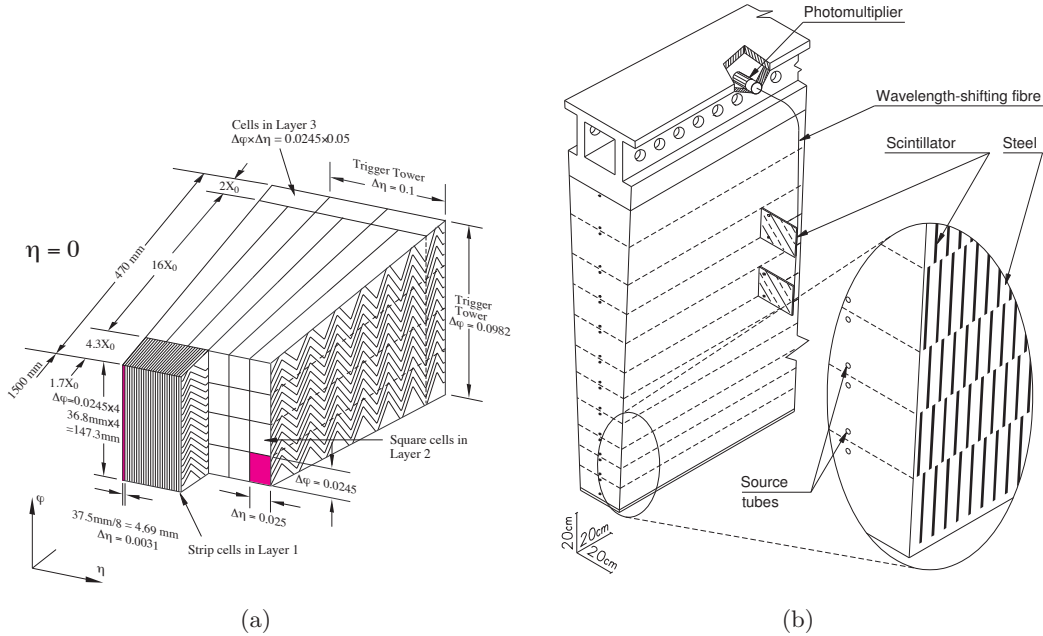 Cells in Layer 3
Δφ×Δη = 0.0245×0.05
Trigger Tower
Δη = 0.1
2X₀
η = 0
470 mm
16X₀
Trigger
Tower
Δφ = 0.0982
4.3X₀
1500 mm
1.7X₀
Δφ=0.0245x4
36.8mmx4
=147.3mm
Square cells in
Layer 2
Δφ = 0.0245
Δη = 0.025
37.5mm/8 = 4.69 mm
Δη = 0.0031
Strip cells in Layer 1
φ
η
(a)
Photomultiplier
Wavelength-shifting fibre
Scintillator
Steel
Source
tubes
20cm
20cm
20cm
(b)